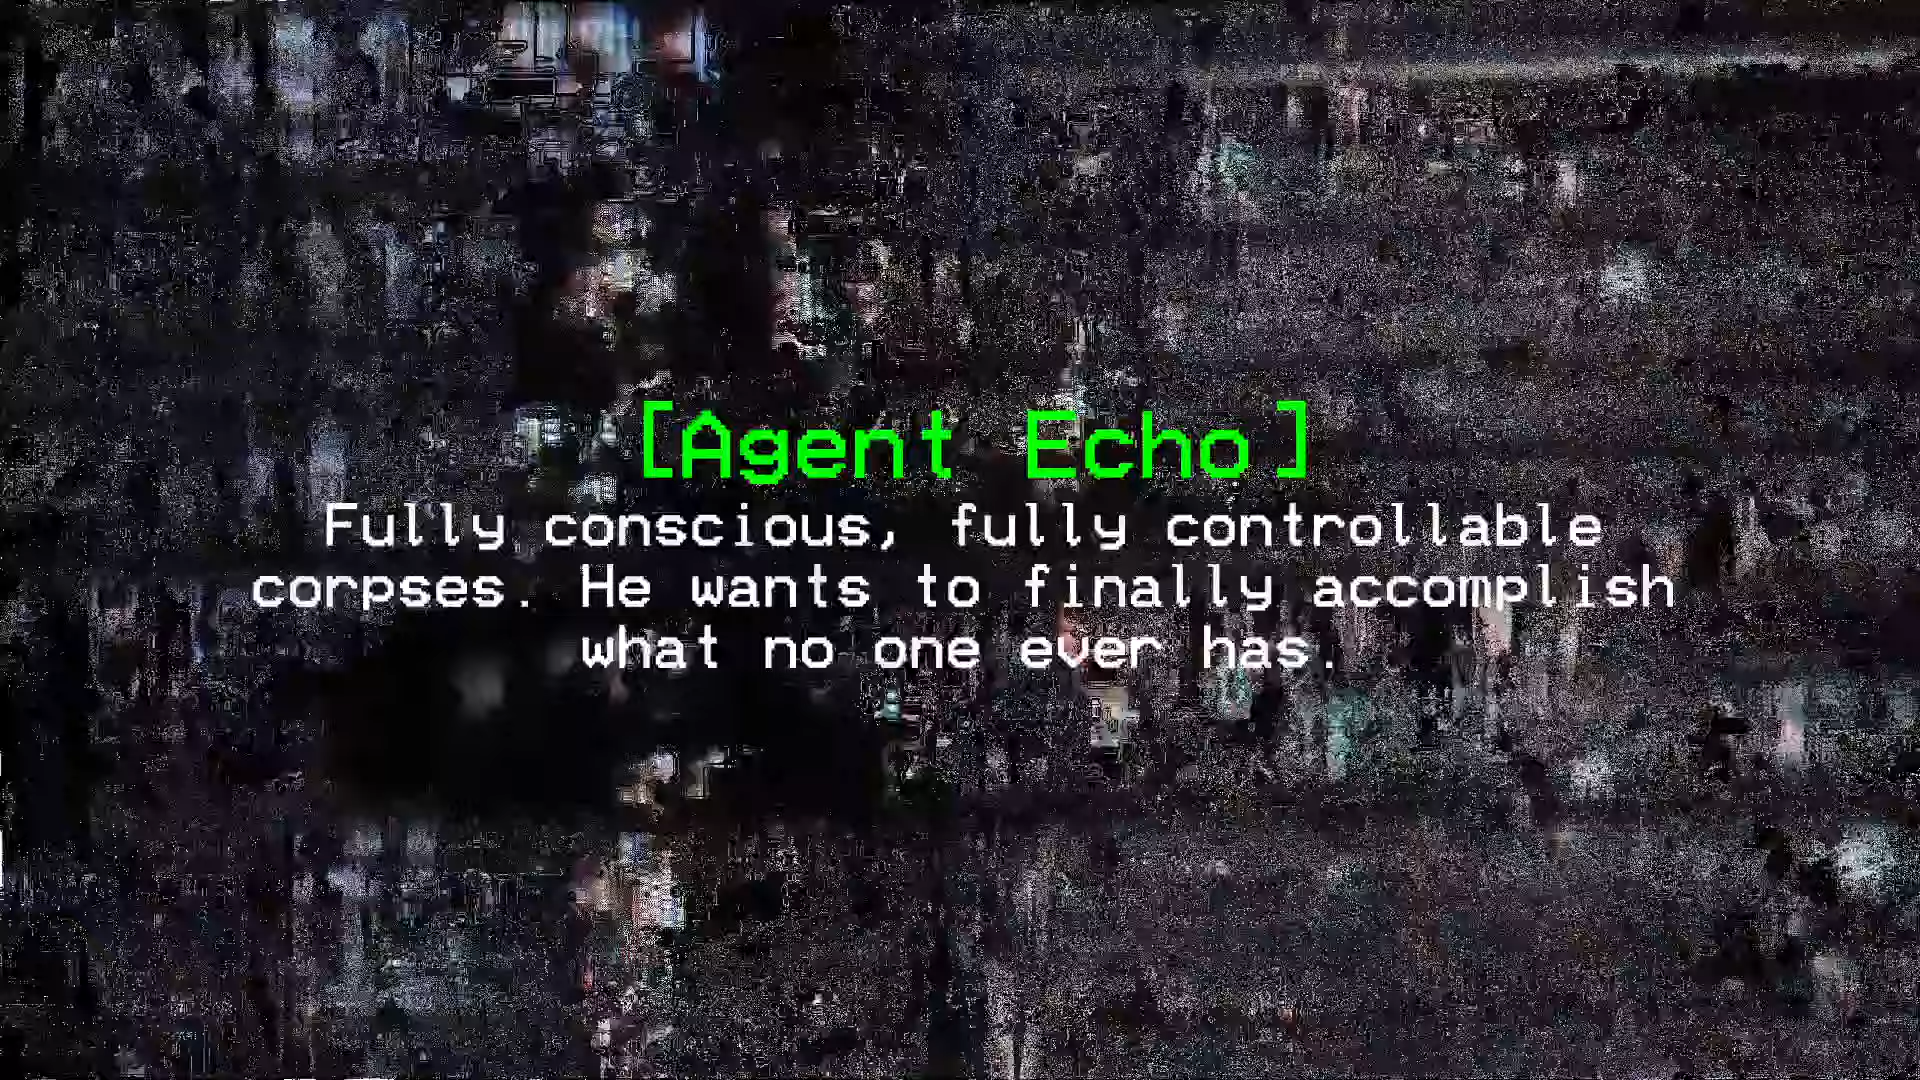 [Agent Echo]
Fully conscious, fully controllable
corpses. He wants to finally accomplish
what no one ever has.